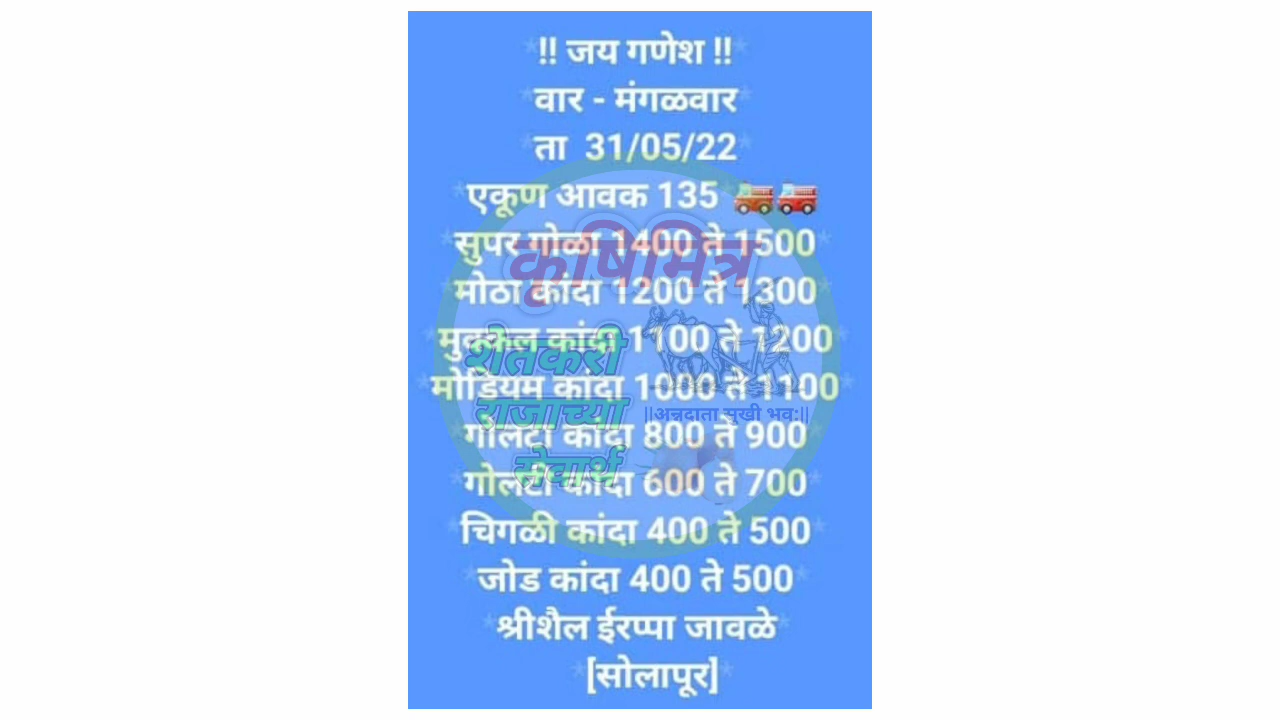 *!! जय गणेश !!*
*वार - मंगळवार*
*ता 31/05/22*
*एकूण आवक 135
*सुपर गोळा 1400 ते 1500*
*मोठा कांदा 1200 ते 1300*
*मुक्कल कांदा 1100 ते 1200*
*मोडियम कांदा 1000 ते 1100*
*गोलटा कांदा 800 ते 900*
*गोलटी कांदा 600 ते 700*
*चिगळी कांदा 400 ते 500*
*जोड कांदा 400 ते 500*
*श्रीशैल ईरप्पा जावळे*
*[सोलापूर]*
कृषिमित्र
शेतकरी
राजाच्या
सेवार्थ
||अन्नदाता सुखी भव:||